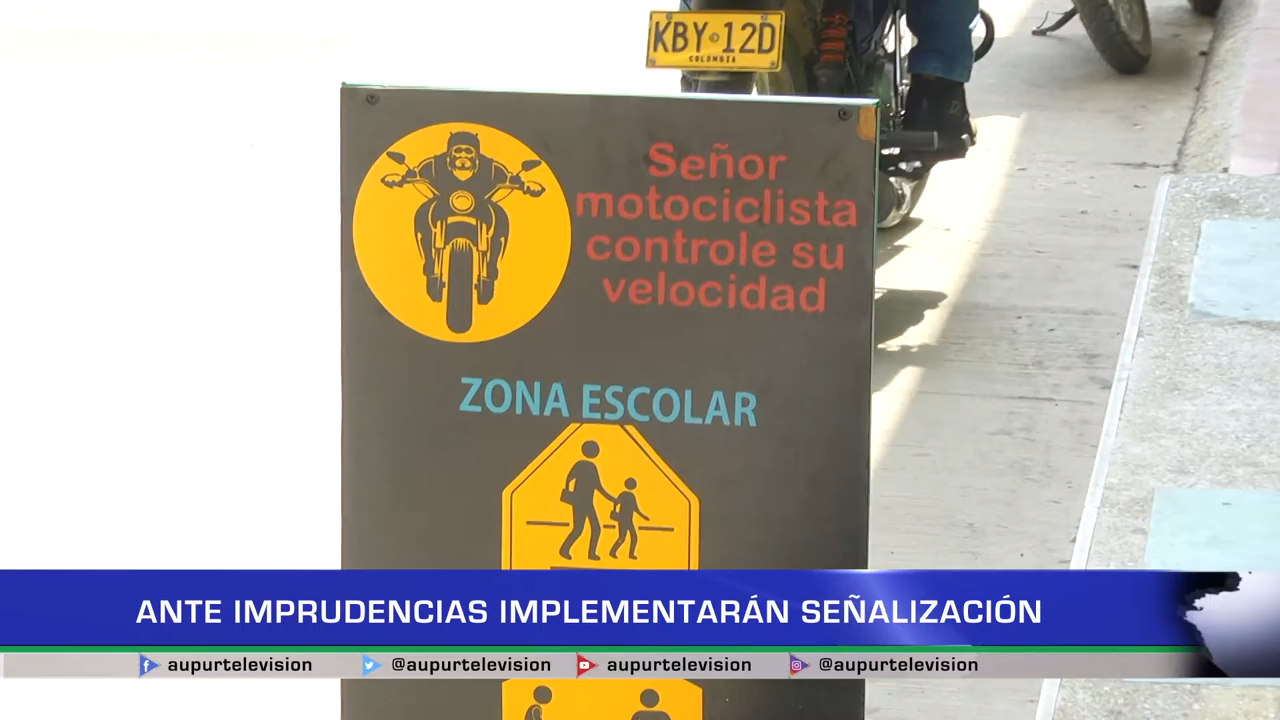 KBY 12D
COLOMBIA
Señor
motociclista
controle su
velocidad
ZONA ESCOLAR
ANTE IMPRUDENCIAS IMPLEMENTARÁN SEÑALIZACIÓN
aupurtelevision @aupurtelevision aupurtelevision @aupurtelevision